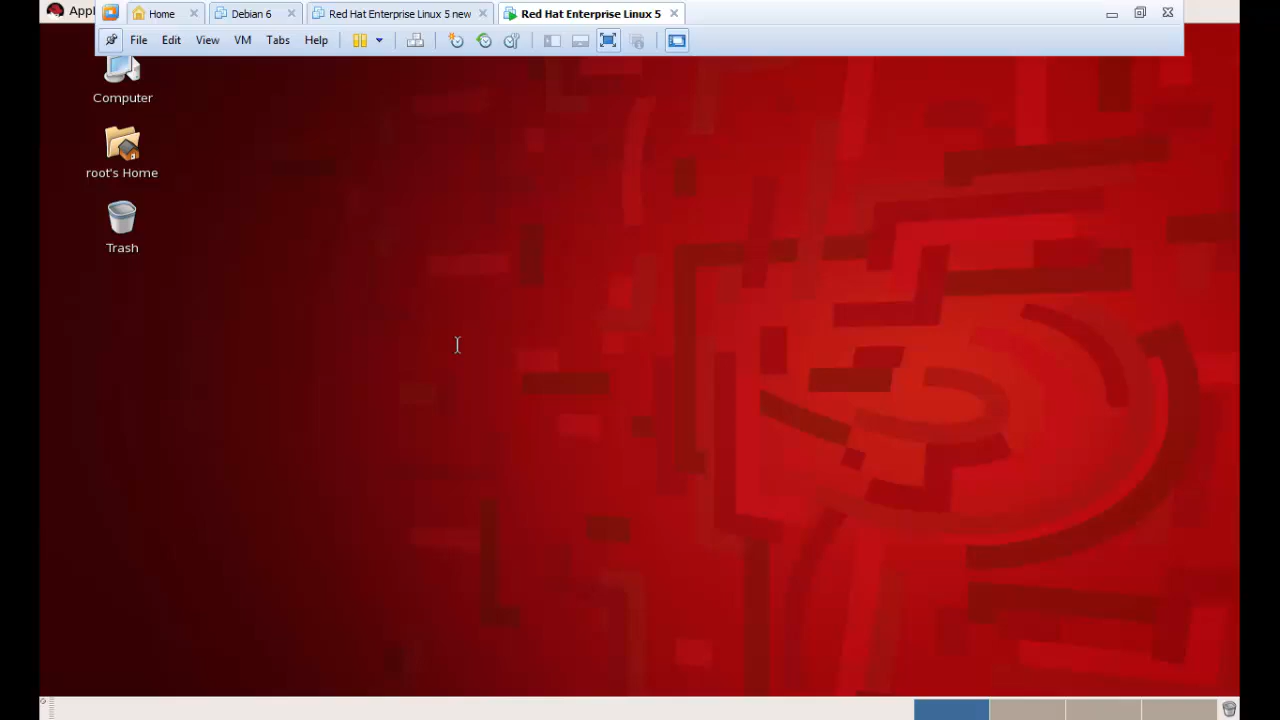 Appl
Home
Debian 6
Red Hat Enterprise Linux 5 new
Red Hat Enterprise Linux 5
File Edit View VM Tabs Help
Computer
root's Home
Trash